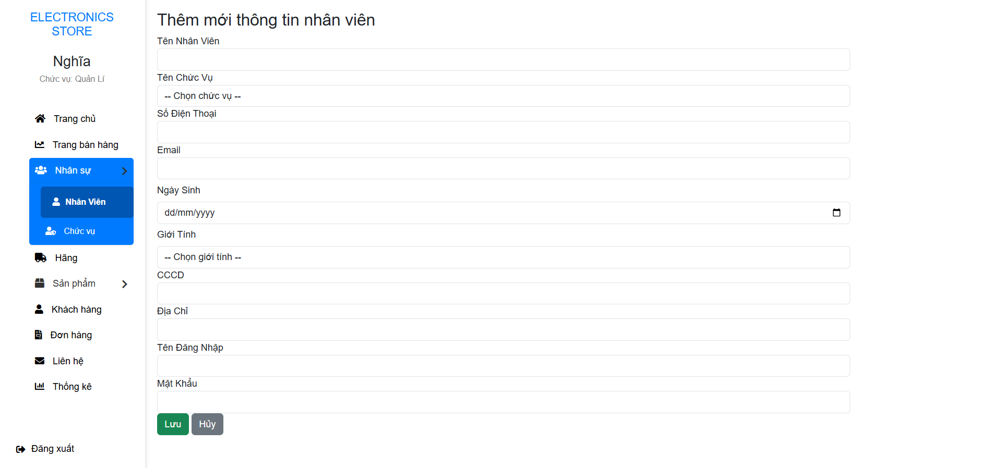 ELECTRONICS
STORE
Nghĩa
Chức vụ: Quản Lí
Trang chủ
Trang bán hàng
Nhân sự
Nhân Viên
Chức vụ
Hãng
Sản phẩm
Khách hàng
Đơn hàng
Liên hệ
Thống kê
Đăng xuất
Thêm mới thông tin nhân viên
Tên Nhân Viên
Tên Chức Vụ
-- Chọn chức vụ --
Số Điện Thoại
Email
Ngày Sinh
dd/mm/yyyy
Giới Tính
-- Chọn giới tính --
CCCD
Địa Chỉ
Tên Đăng Nhập
Mật Khẩu
Lưu Hủy